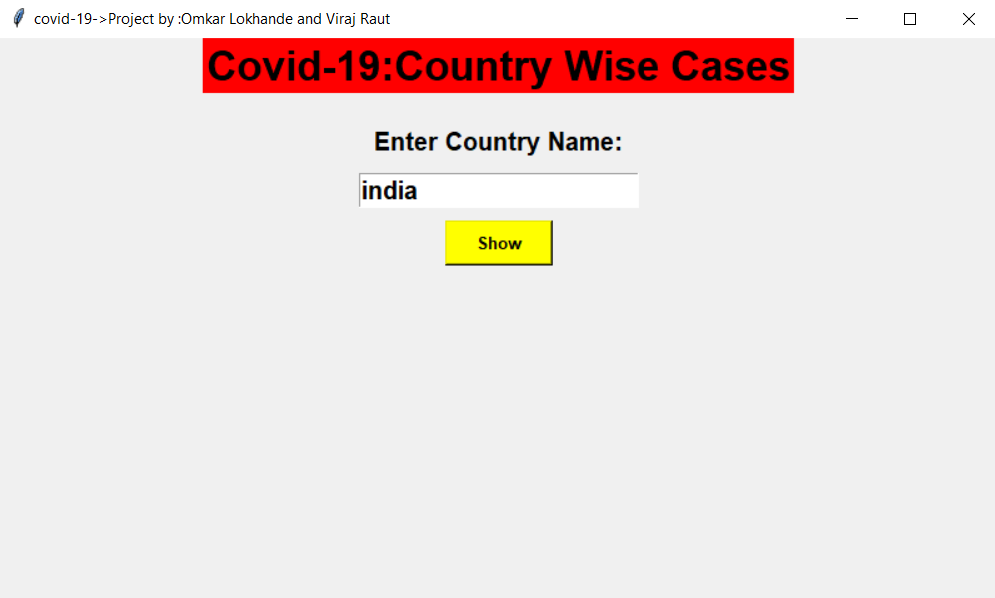 covid-19->Project by :Omkar Lokhande and Viraj Raut
Covid-19:Country Wise Cases
Enter Country Name:
india
Show